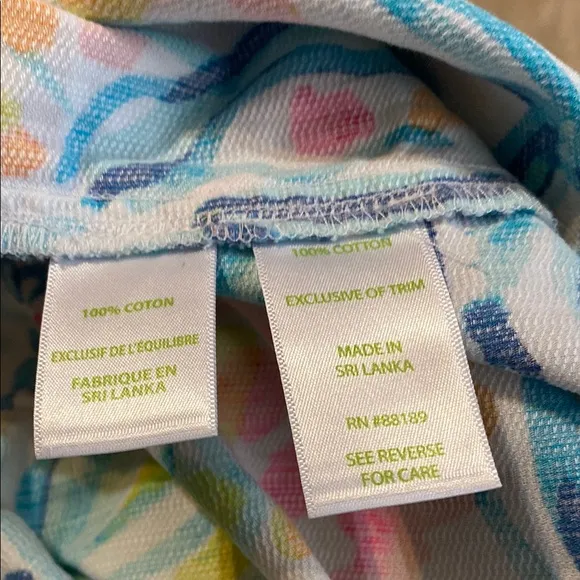 100% COTON
EXCLUSIF DE L'ÉQUILIBRE
FABRIQUE EN
SRI LANKA
100% COTTON
EXCLUSIVE OF TRIM
MADE IN
SRI LANKA
RN #88189
SEE REVERSE
FOR CARE